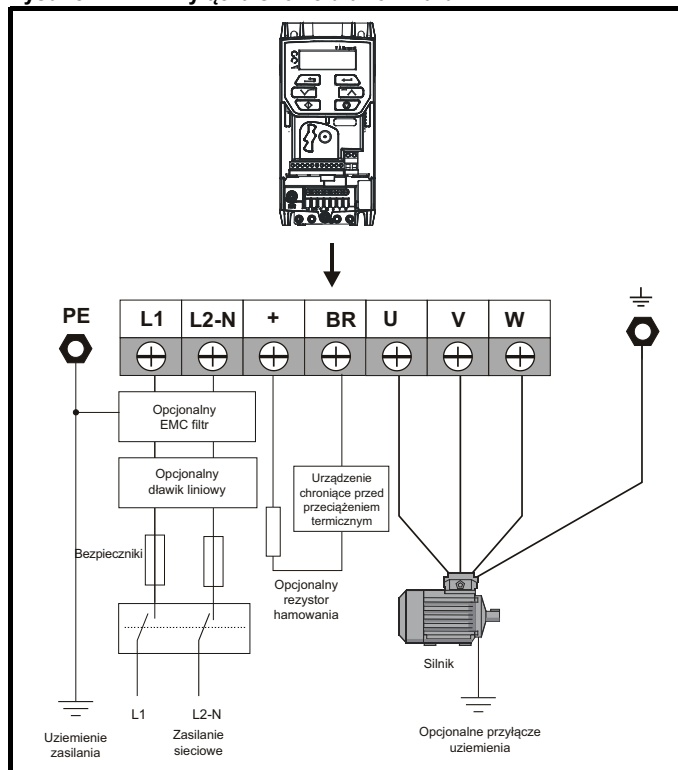 PE
L1 L2-N + BR U V W
Opcjonalny
EMC filtr
Opcjonalny
dławik liniowy
Urządzenie
chroniące przed
przeciążeniem
termicznym
Bezpieczniki
Opcjonalny
rezystor
hamowania
Silnik
L1 L2-N
Uziemienie
zasilania
Zasilanie
sieciowe
Opcjonalne przyłącze
uziemienia